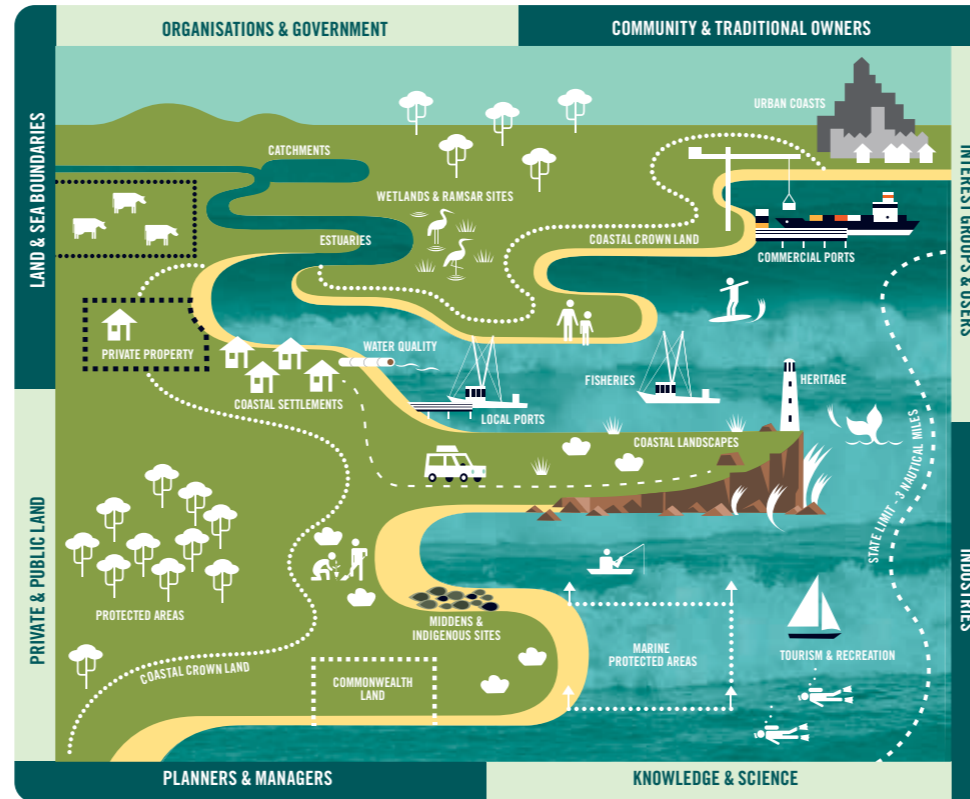 ORGANISATIONS & GOVERNMENT
COMMUNITY & TRADITIONAL OWNERS
LAND & SEA BOUNDARIES
INTEREST GROUPS & USERS
URBAN COASTS
CATCHMENTS
WETLANDS & RAMSAR SITES
ESTUARIES
COASTAL CROWN LAND
COMMERCIAL PORTS
PRIVATE PROPERTY
WATER QUALITY
COASTAL SETTLEMENTS
LOCAL PORTS
FISHERIES
HERITAGE
COASTAL LANDSCAPES
STATE LIMIT - 3 NAUTICAL MILES
PRIVATE & PUBLIC LAND
INDUSTRIES
PROTECTED AREAS
MIDDENS &
INDIGENOUS SITES
MARINE
PROTECTED AREAS
TOURISM & RECREATION
COASTAL CROWN LAND
COMMONWEALTH
LAND
PLANNERS & MANAGERS
KNOWLEDGE & SCIENCE